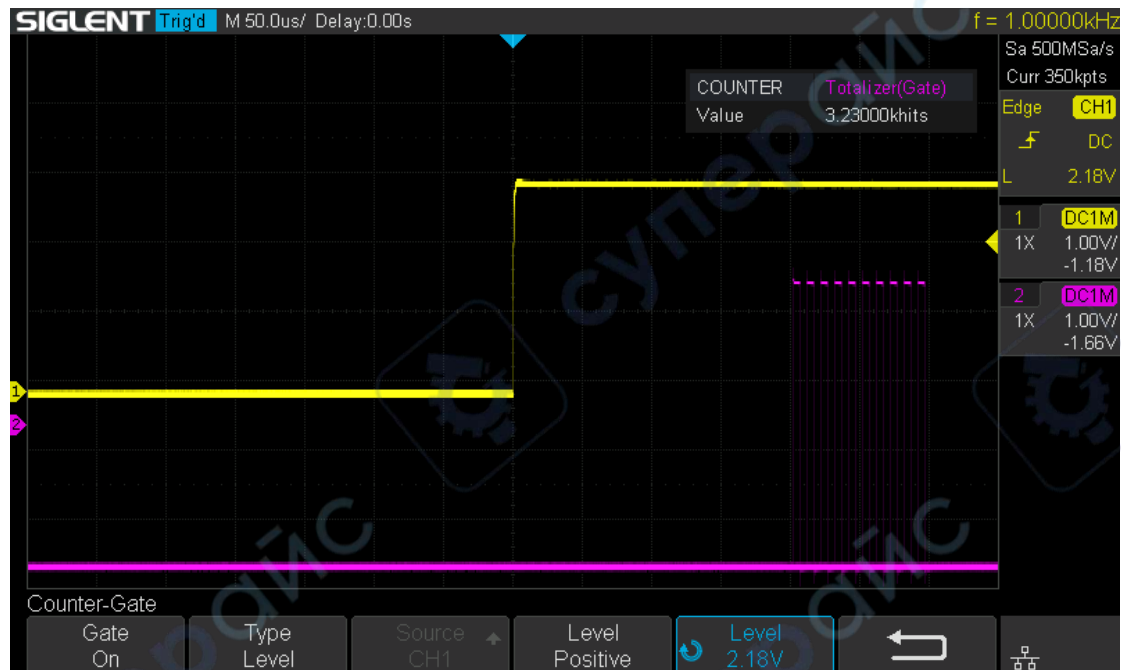 SIGLENT Trig'd M 50.0us/ Delay:0.00s f = 1.00000kHz
Sa 500MSa/s
Curr 350kpts
COUNTER Totalizer(Gate)
Value 3.23000khits
Edge CH1
DC
L 2.18V
1 DC1M
1X 1.00V/
-1.18V
2 DC1M
1X 1.00V/
-1.66V
1
2
суперайс
Counter-Gate
Gate
On
Type
Level
Source
CH1
Level
Positive
Level
2.18V